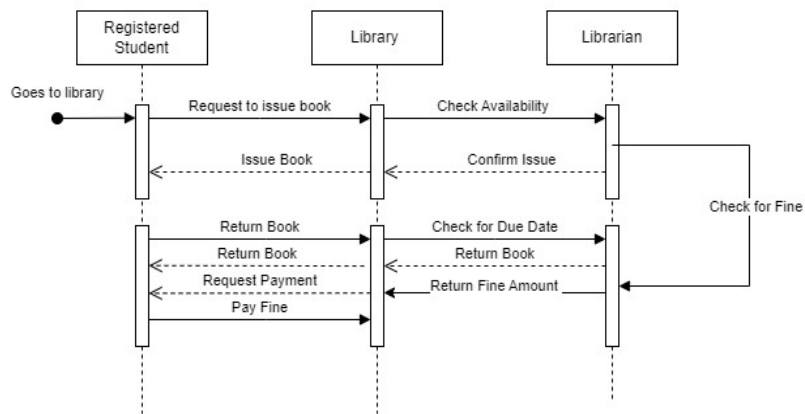 Registered
Student
Library
Librarian
Goes to library
Request to issue book
Check Availability
Issue Book
Confirm Issue
Check for Fine
Return Book
Check for Due Date
Return Book
Return Book
Request Payment
Return Fine Amount
Pay Fine